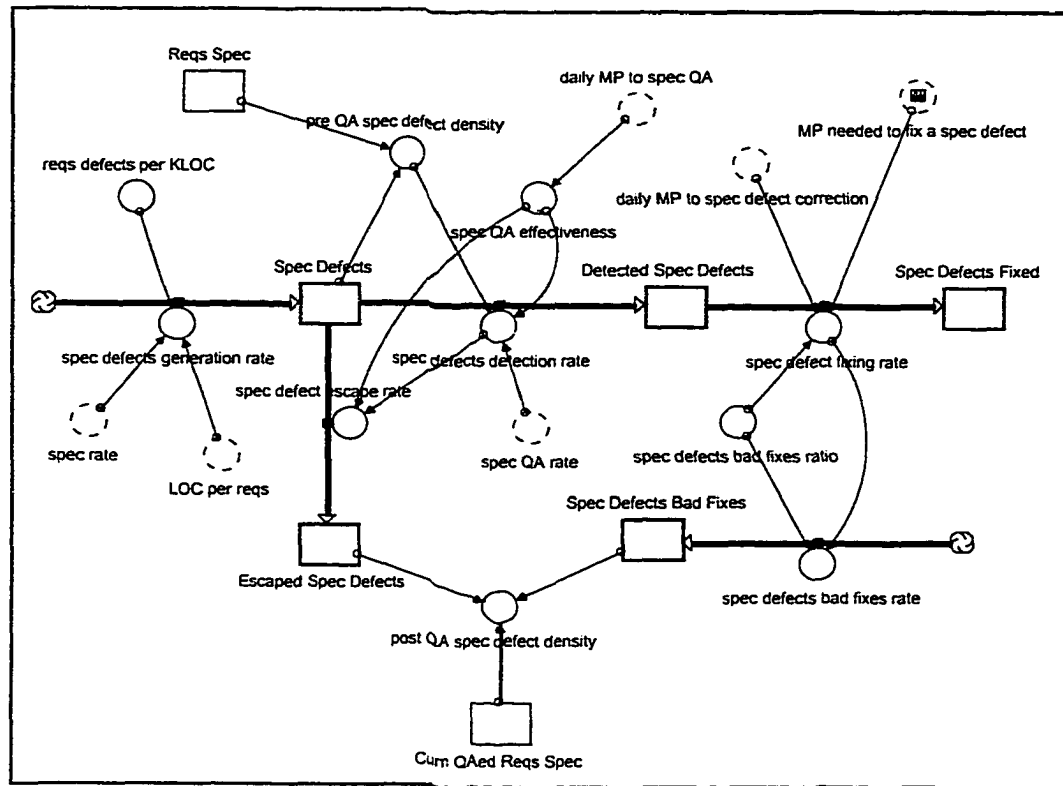 Reqs Spec
daily MP to spec QA
pre QA spec defect density
MP needed to fix a spec defect
reqs defects per KLOC
daily MP to spec defect correction
spec QA effectiveness
Spec Defects
Detected Spec Defects
Spec Defects Fixed
spec defects generation rate
spec defects detection rate
spec defect fixing rate
spec defect escape rate
spec rate
spec QA rate
spec defects bad fixes ratio
LOC per reqs
Spec Defects Bad Fixes
Escaped Spec Defects
spec defects bad fixes rate
post QA spec defect density
Cum QAed Reqs Spec